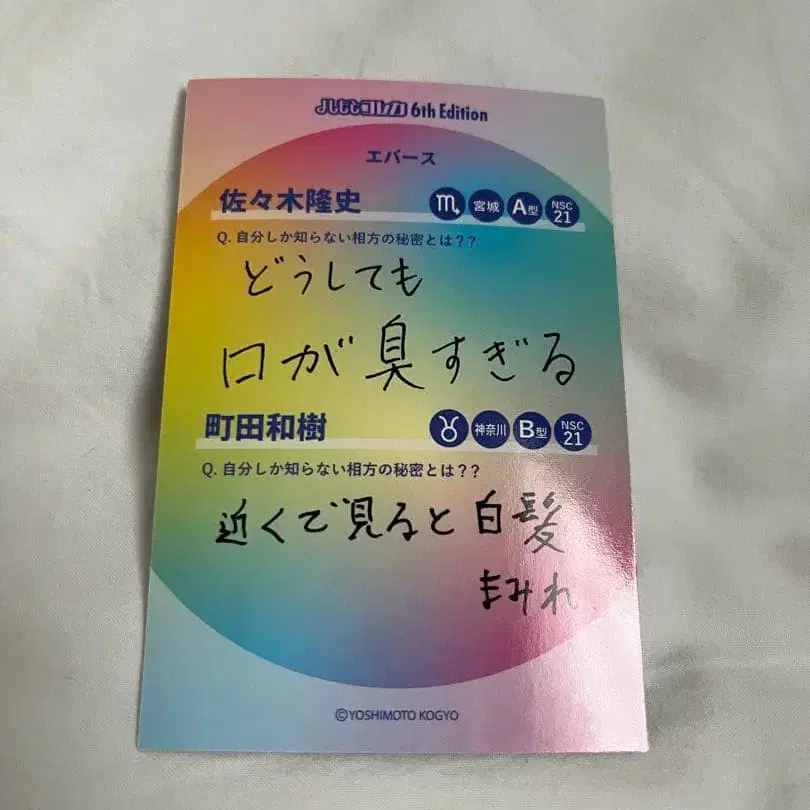 よしもとコレカ 6th Edition
エバース
佐々木隆史 ♏ 宮城 A型 NSC 21
Q. 自分しか知らない相方の秘密とは??
どうしても
口が臭すぎる
町田和樹 ♉ 神奈川 B型 NSC 21
Q. 自分しか知らない相方の秘密とは??
近くで見ると白髪
まみれ
©YOSHIMOTO KOGYO